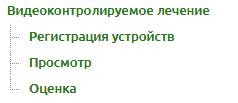 Видеоконтролируемое лечение
Регистрация устройств
Просмотр
Оценка